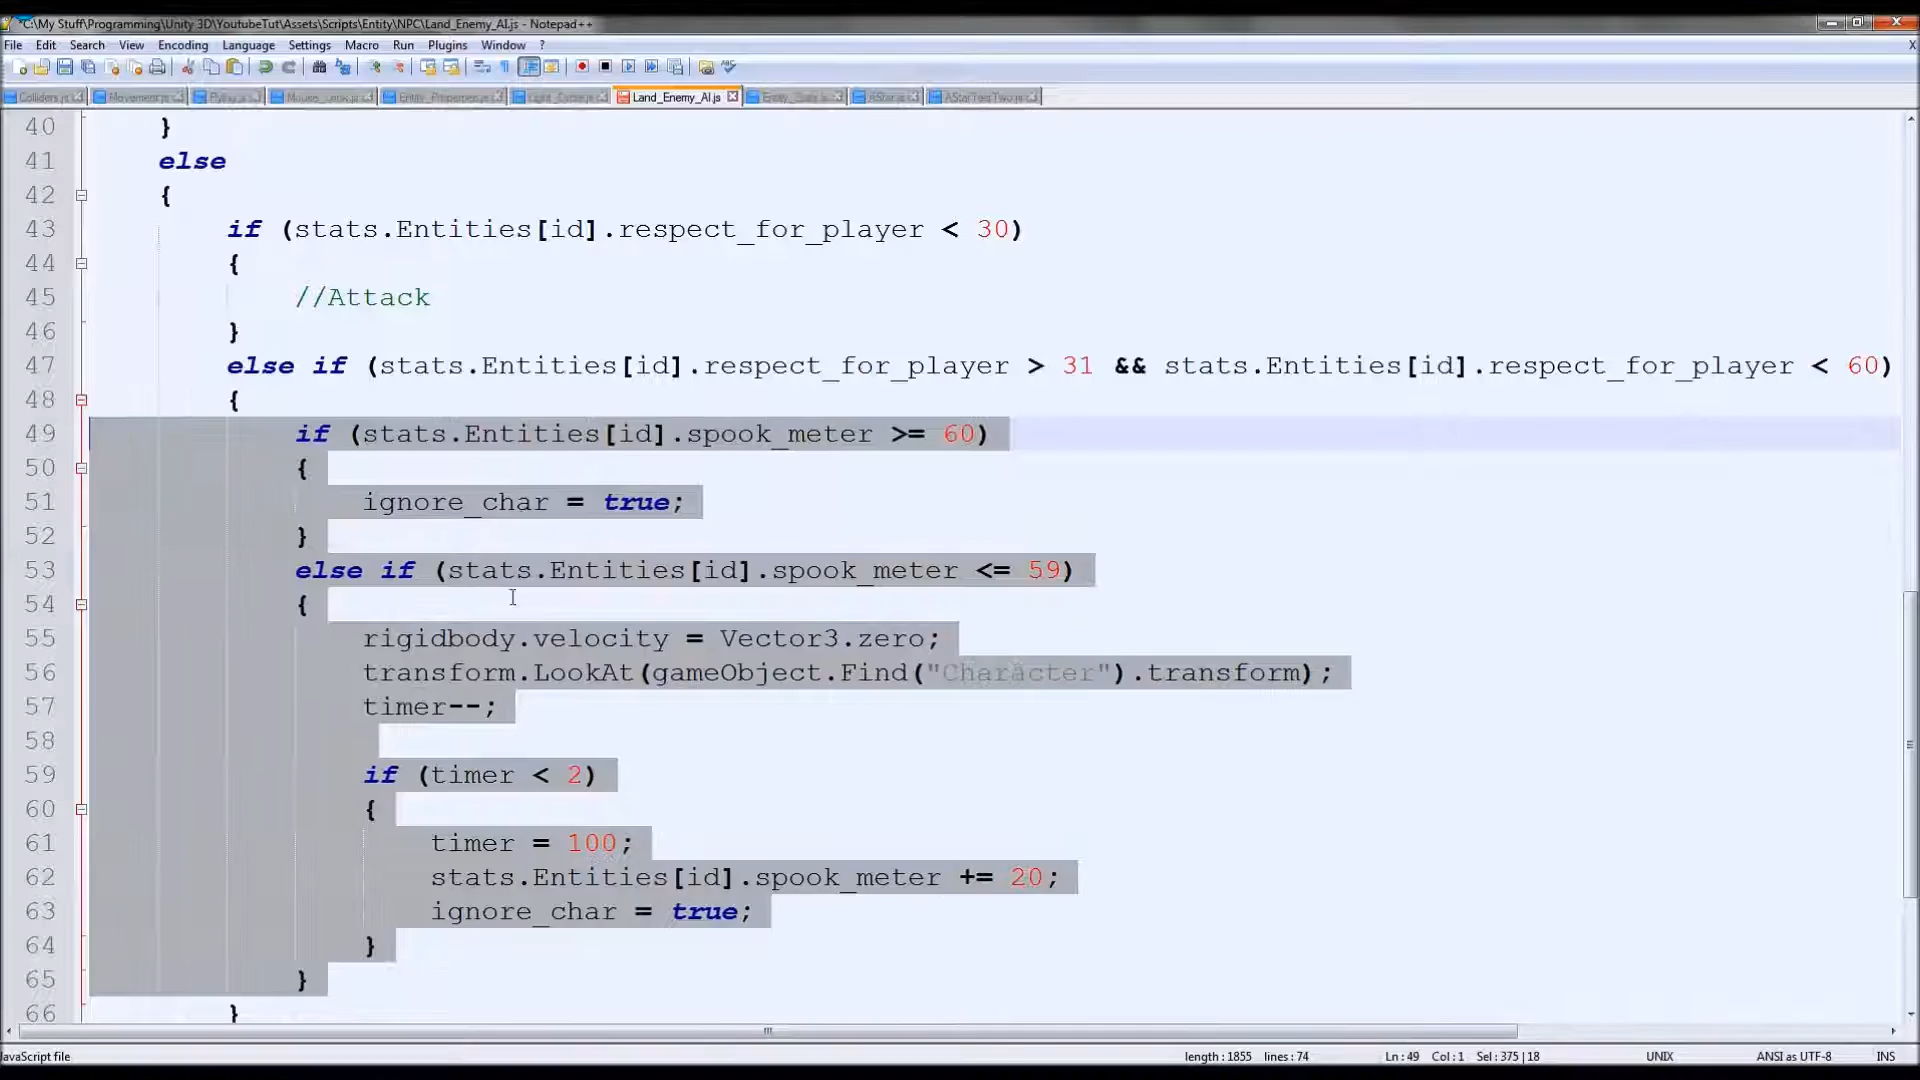 *C:\My Stuff\Programming\Unity 3D\YoutubeTut\Assets\Scripts\Entity\NPC\Land_Enemy_AI.js - Notepad++
File Edit Search View Encoding Language Settings Macro Run Plugins Window ?
X
Colliders.js Movement.js Mouse_Look.js Entity_Properties.js Land_Enemy_AI.js Entity_Stats.js AStar.js AStarTestTwo.js
40 }
41 else
42 {
43 if (stats.Entities[id].respect_for_player < 30)
44 {
45 //Attack
46 }
47 else if (stats.Entities[id].respect_for_player > 31 && stats.Entities[id].respect_for_player < 60)
48 {
49 if (stats.Entities[id].spook_meter >= 60)
50 {
51 ignore_char = true;
52 }
53 else if (stats.Entities[id].spook_meter <= 59)
54 {
55 rigidbody.velocity = Vector3.zero;
56 transform.LookAt(gameObject.Find("Character").transform);
57 timer--;
58
59 if (timer < 2)
60 {
61 timer = 100;
62 stats.Entities[id].spook_meter += 20;
63 ignore_char = true;
64 }
65 }
66 }
JavaScript file length : 1855 lines : 74 Ln : 49 Col : 1 Sel : 375 | 18 UNIX ANSI as UTF-8 INS